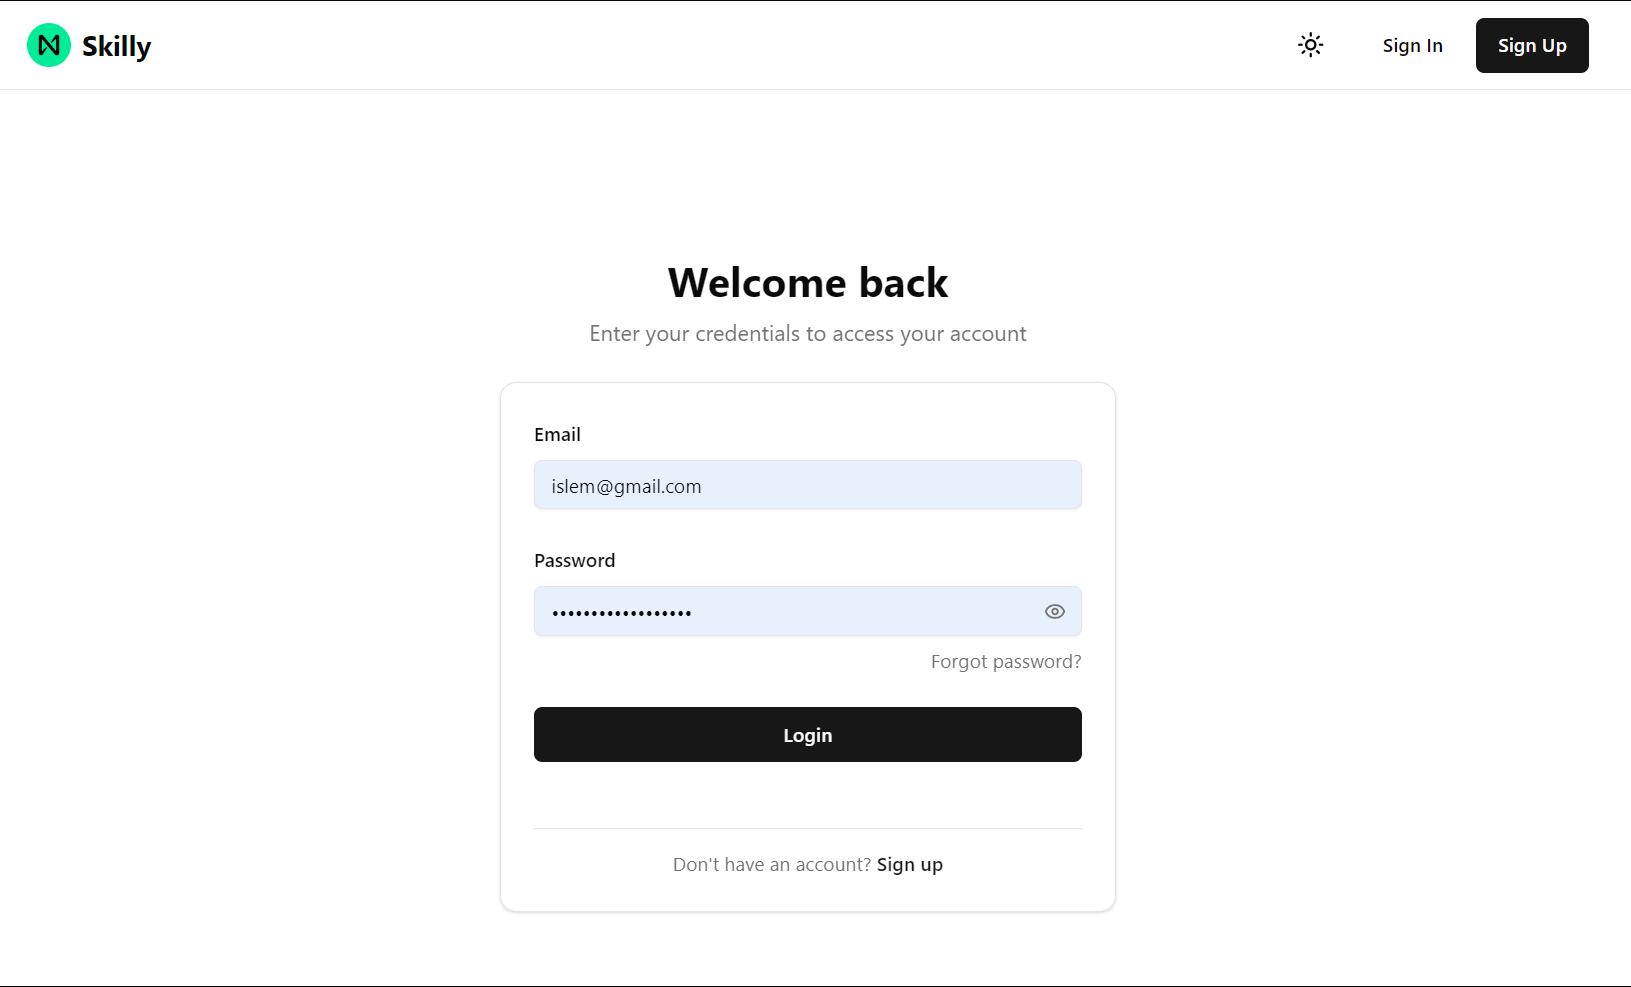 Skilly
Sign In
Sign Up
Welcome back
Enter your credentials to access your account
Email
islem@gmail.com
Password
••••••••••••••••••
Forgot password?
Login
Don't have an account? Sign up